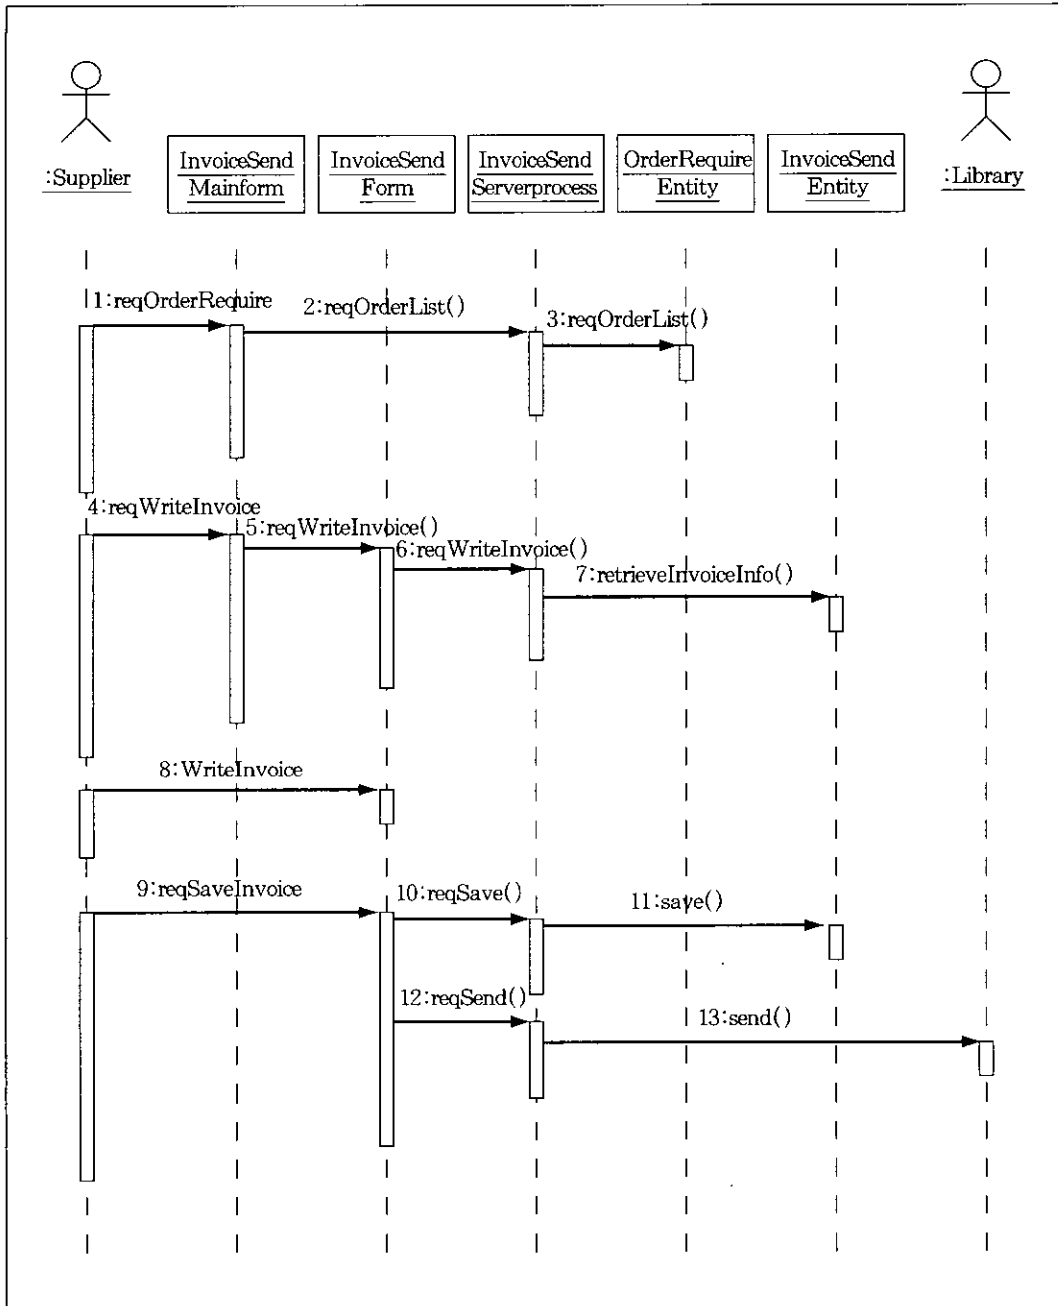 :Supplier
InvoiceSend
Mainform
InvoiceSend
Form
InvoiceSend
Serverprocess
OrderRequire
Entity
InvoiceSend
Entity
:Library
1:reqOrderRequire
2:reqOrderList()
3:reqOrderList()
4:reqWriteInvoice
5:reqWriteInvoice()
6:reqWriteInvoice()
7:retrieveInvoiceInfo()
8:WriteInvoice
9:reqSaveInvoice
10:reqSave()
11:save()
12:reqSend()
13:send()